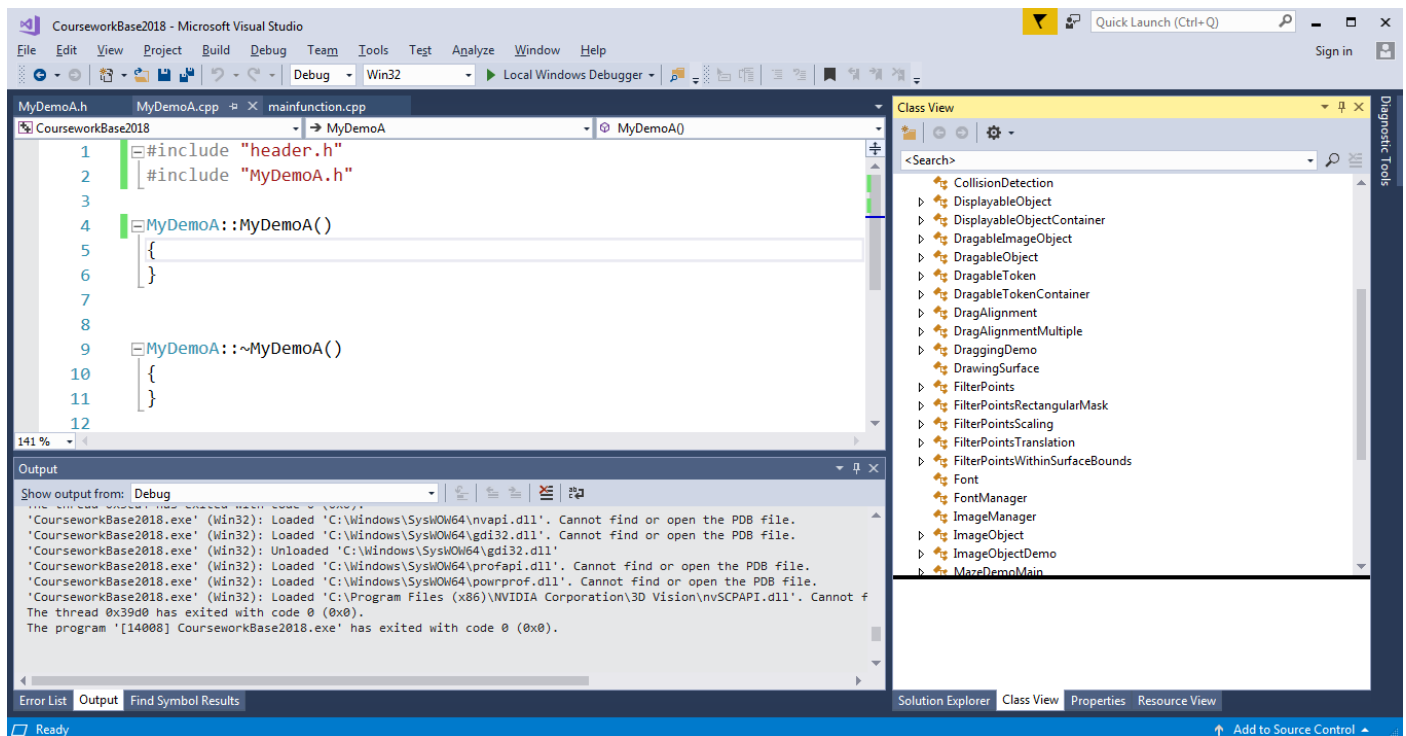 CourseworkBase2018 - Microsoft Visual Studio
Quick Launch (Ctrl+Q)
File Edit View Project Build Debug Team Tools Test Analyze Window Help
Sign in
Debug Win32 Local Windows Debugger
MyDemoA.h MyDemoA.cpp mainfunction.cpp
CourseworkBase2018 MyDemoA MyDemoA()
1 #include "header.h"
2 #include "MyDemoA.h"
3
4 MyDemoA::MyDemoA()
5 {
6 }
7
8
9 MyDemoA::~MyDemoA()
10 {
11 }
12
141 %
Output
Show output from: Debug
The thread 0x3cd4 has exited with code 0 (0x0).
'CourseworkBase2018.exe' (Win32): Loaded 'C:\Windows\SysWOW64\nvapi.dll'. Cannot find or open the PDB file.
'CourseworkBase2018.exe' (Win32): Loaded 'C:\Windows\SysWOW64\gdi32.dll'. Cannot find or open the PDB file.
'CourseworkBase2018.exe' (Win32): Unloaded 'C:\Windows\SysWOW64\gdi32.dll'
'CourseworkBase2018.exe' (Win32): Loaded 'C:\Windows\SysWOW64\profapi.dll'. Cannot find or open the PDB file.
'CourseworkBase2018.exe' (Win32): Loaded 'C:\Windows\SysWOW64\powrprof.dll'. Cannot find or open the PDB file.
'CourseworkBase2018.exe' (Win32): Loaded 'C:\Program Files (x86)\NVIDIA Corporation\3D Vision\nvSCPAPI.dll'. Cannot f
The thread 0x39d0 has exited with code 0 (0x0).
The program '[14008] CourseworkBase2018.exe' has exited with code 0 (0x0).
Error List Output Find Symbol Results
Class View
<Search>
CollisionDetection
DisplayableObject
DisplayableObjectContainer
DragableImageObject
DragableObject
DragableToken
DragableTokenContainer
DragAlignment
DragAlignmentMultiple
DraggingDemo
DrawingSurface
FilterPoints
FilterPointsRectangularMask
FilterPointsScaling
FilterPointsTranslation
FilterPointsWithinSurfaceBounds
Font
FontManager
ImageManager
ImageObject
ImageObjectDemo
MazeDemoMain
Solution Explorer Class View Properties Resource View
Diagnostic Tools
Ready
Add to Source Control